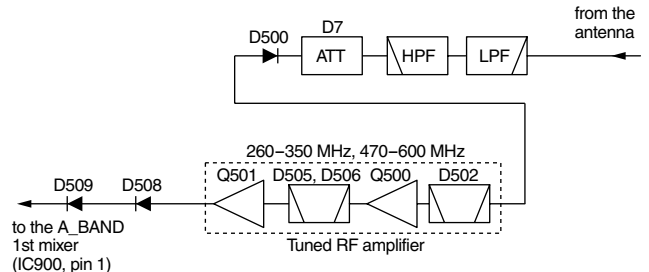 from the
antenna
D500
D7
ATT
HPF
LPF
260–350 MHz, 470–600 MHz
D509
D508
Q501
D505, D506
Q500
D502
to the A_BAND
1st mixer
(IC900, pin 1)
Tuned RF amplifier